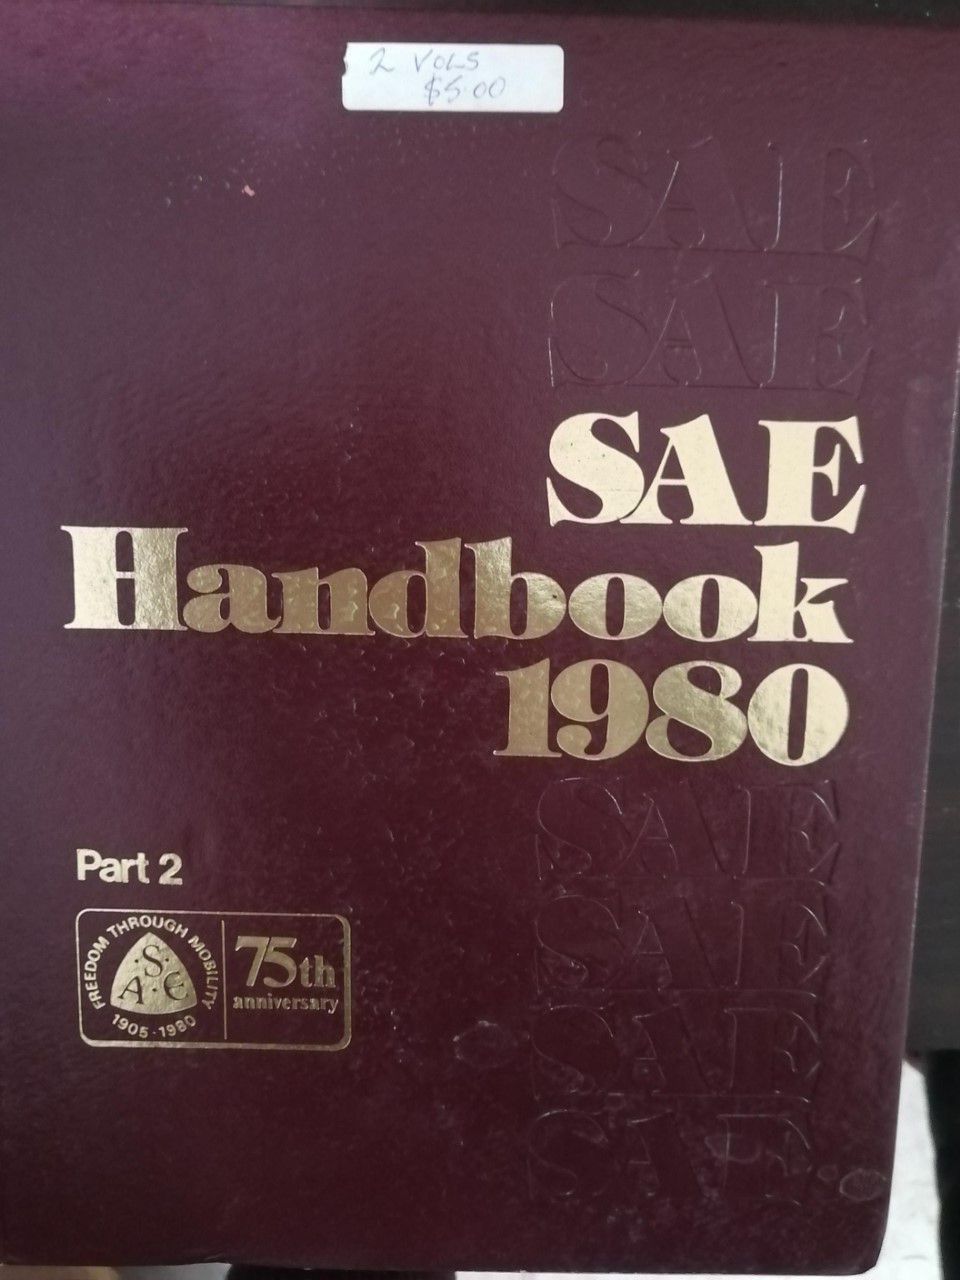 2 VOLS
$5.00
SAE
SAE
SAE
Handbook
1980
SAE
SAE
SAE
SAE
Part 2
FREEDOM THROUGH MOBILITY
S
A E
1905 · 1980
75th
anniversary